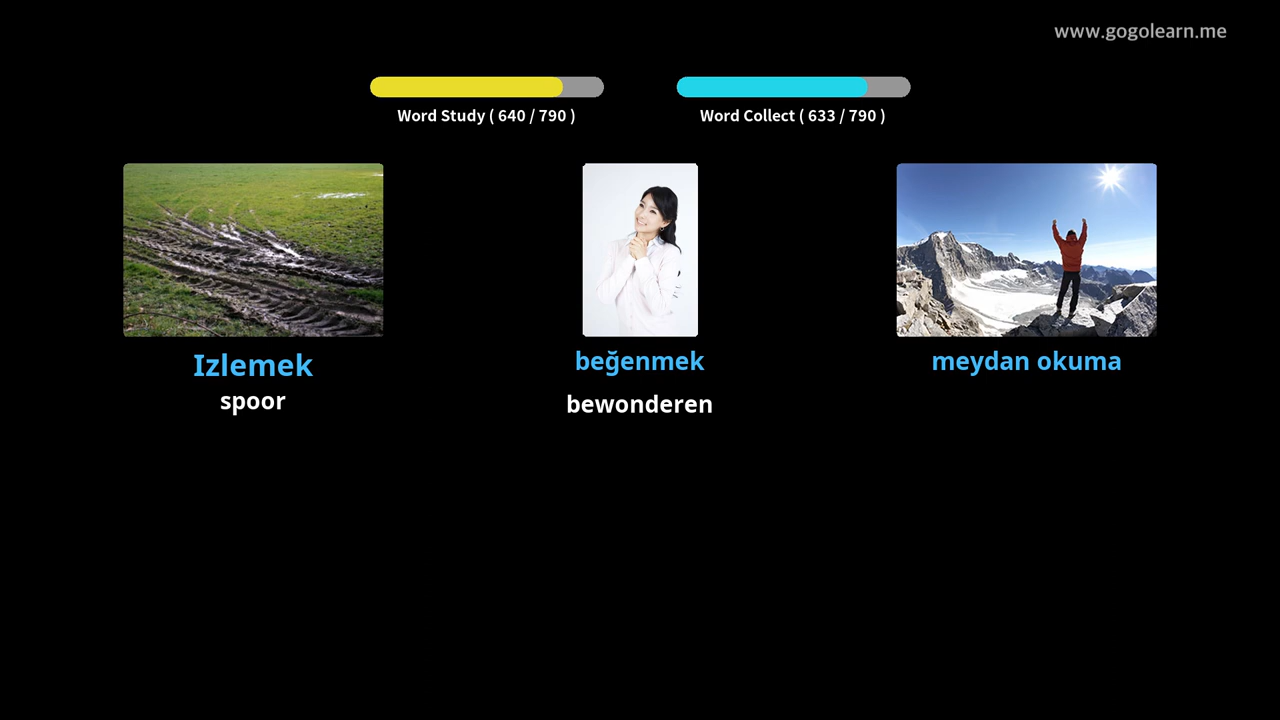 www.gogolearn.me
Word Study ( 640 / 790 )
Word Collect ( 633 / 790 )
Izlemek
spoor
beğenmek
bewonderen
meydan okuma